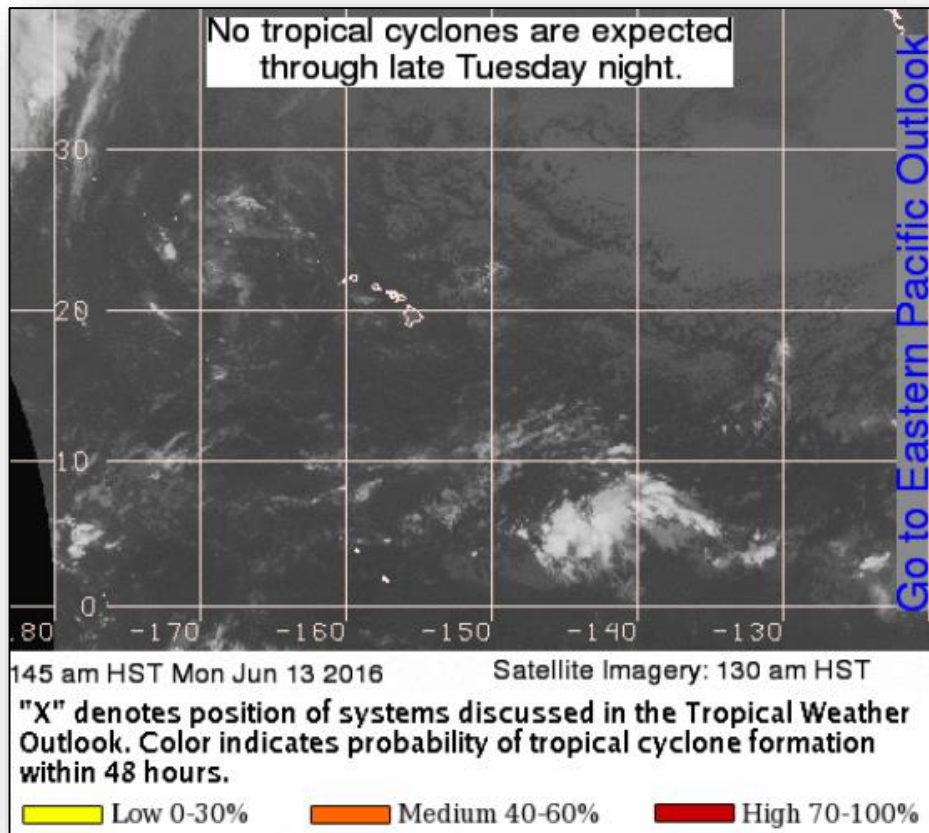 No tropical cyclones are expected
through late Tuesday night.
Go to Eastern Pacific Outlook
30
20
10
0
.80 -170 -160 -150 -140 -130
145 am HST Mon Jun 13 2016 Satellite Imagery: 130 am HST
"X" denotes position of systems discussed in the Tropical Weather
Outlook. Color indicates probability of tropical cyclone formation
within 48 hours.
Low 0-30% Medium 40-60% High 70-100%